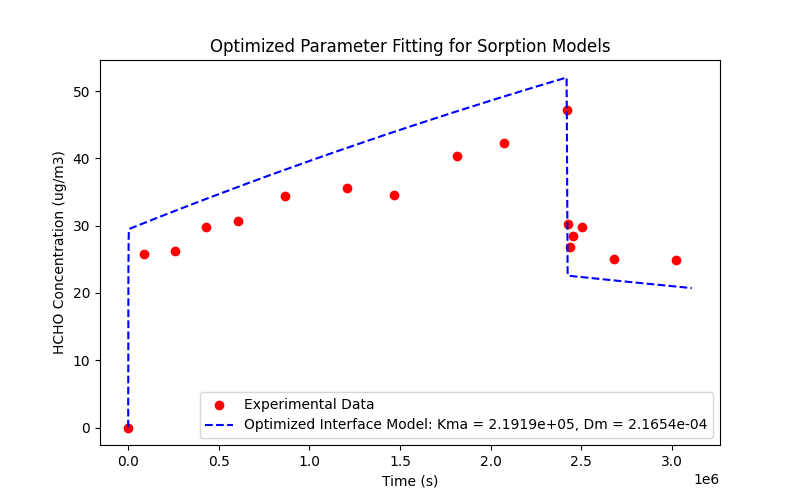 Optimized Parameter Fitting for Sorption Models
HCHO Concentration (ug/m3)
50
40
30
20
10
0
Experimental Data
Optimized Interface Model: Kma = 2.1919e+05, Dm = 2.1654e-04
0.0 0.5 1.0 1.5 2.0 2.5 3.0
1e6
Time (s)